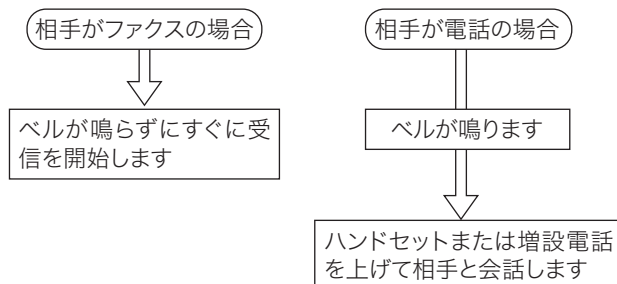 相手がファクスの場合
ベルが鳴らずにすぐに受
信を開始します
相手が電話の場合
ベルが鳴ります
ハンドセットまたは増設電話
を上げて相手と会話します